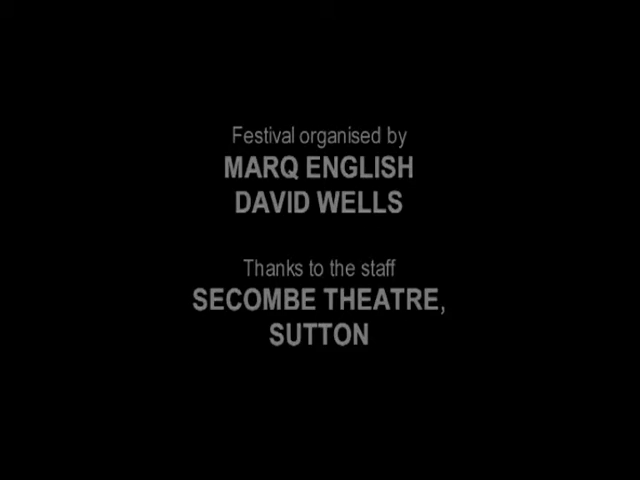 Festival organised by
MARQ ENGLISH
DAVID WELLS
Thanks to the staff
SECOMBE THEATRE,
SUTTON